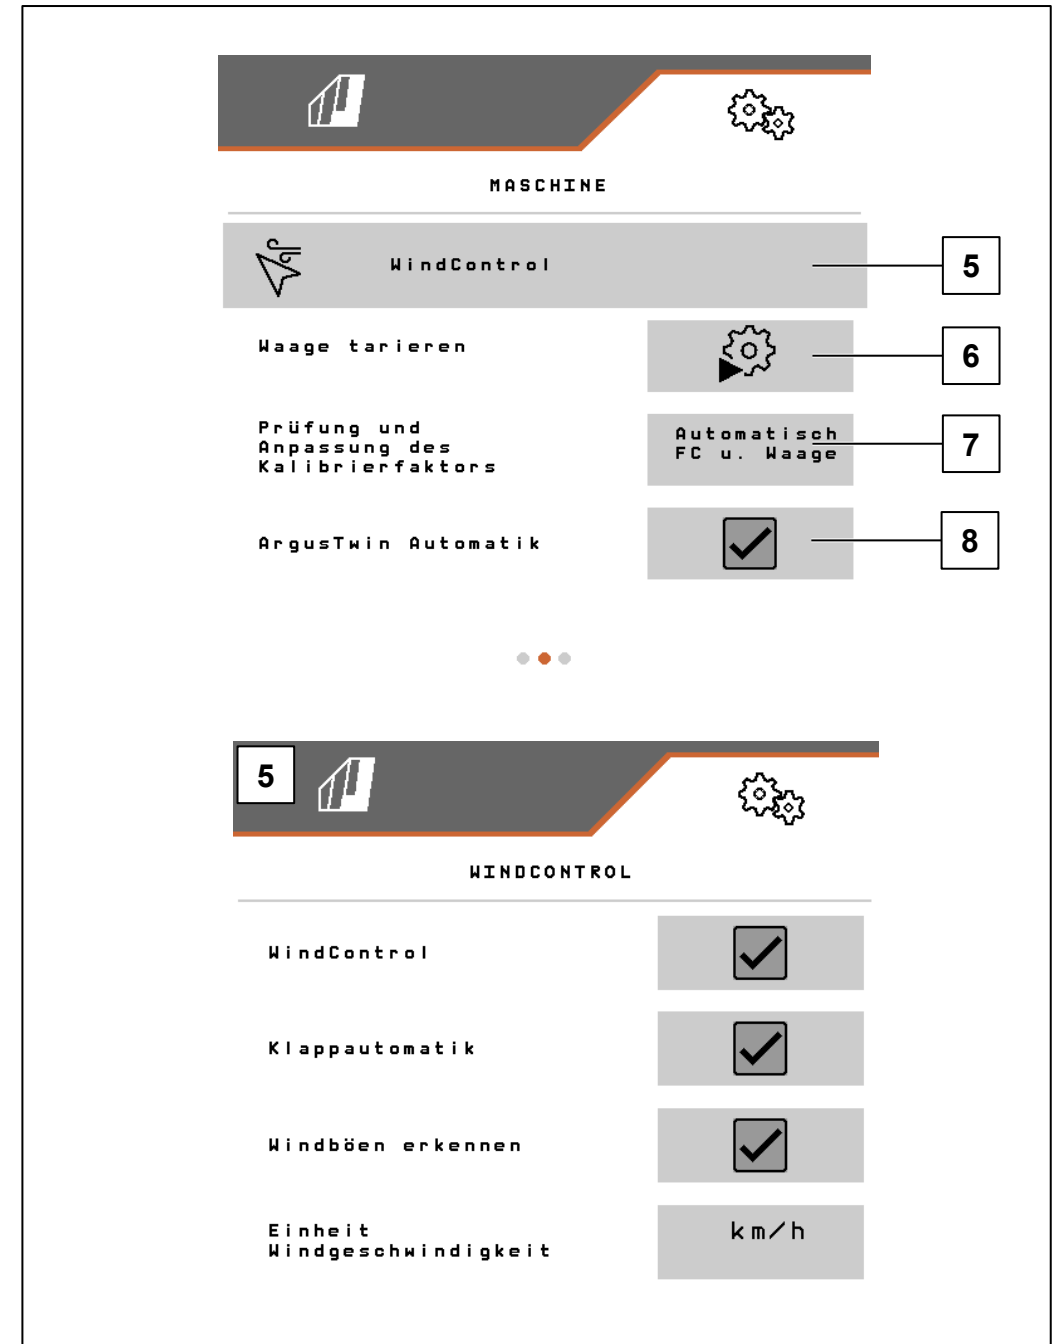 MASCHINE
WindControl
5
Waage tarieren
6
Prüfung und
Anpassung des
Kalibrierfaktors
Automatisch
FC u. Waage
7
ArgusTwin Automatik
8
5
WINDCONTROL
WindControl
Klappautomatik
Windböen erkennen
Einheit
Windgeschwindigkeit
km/h